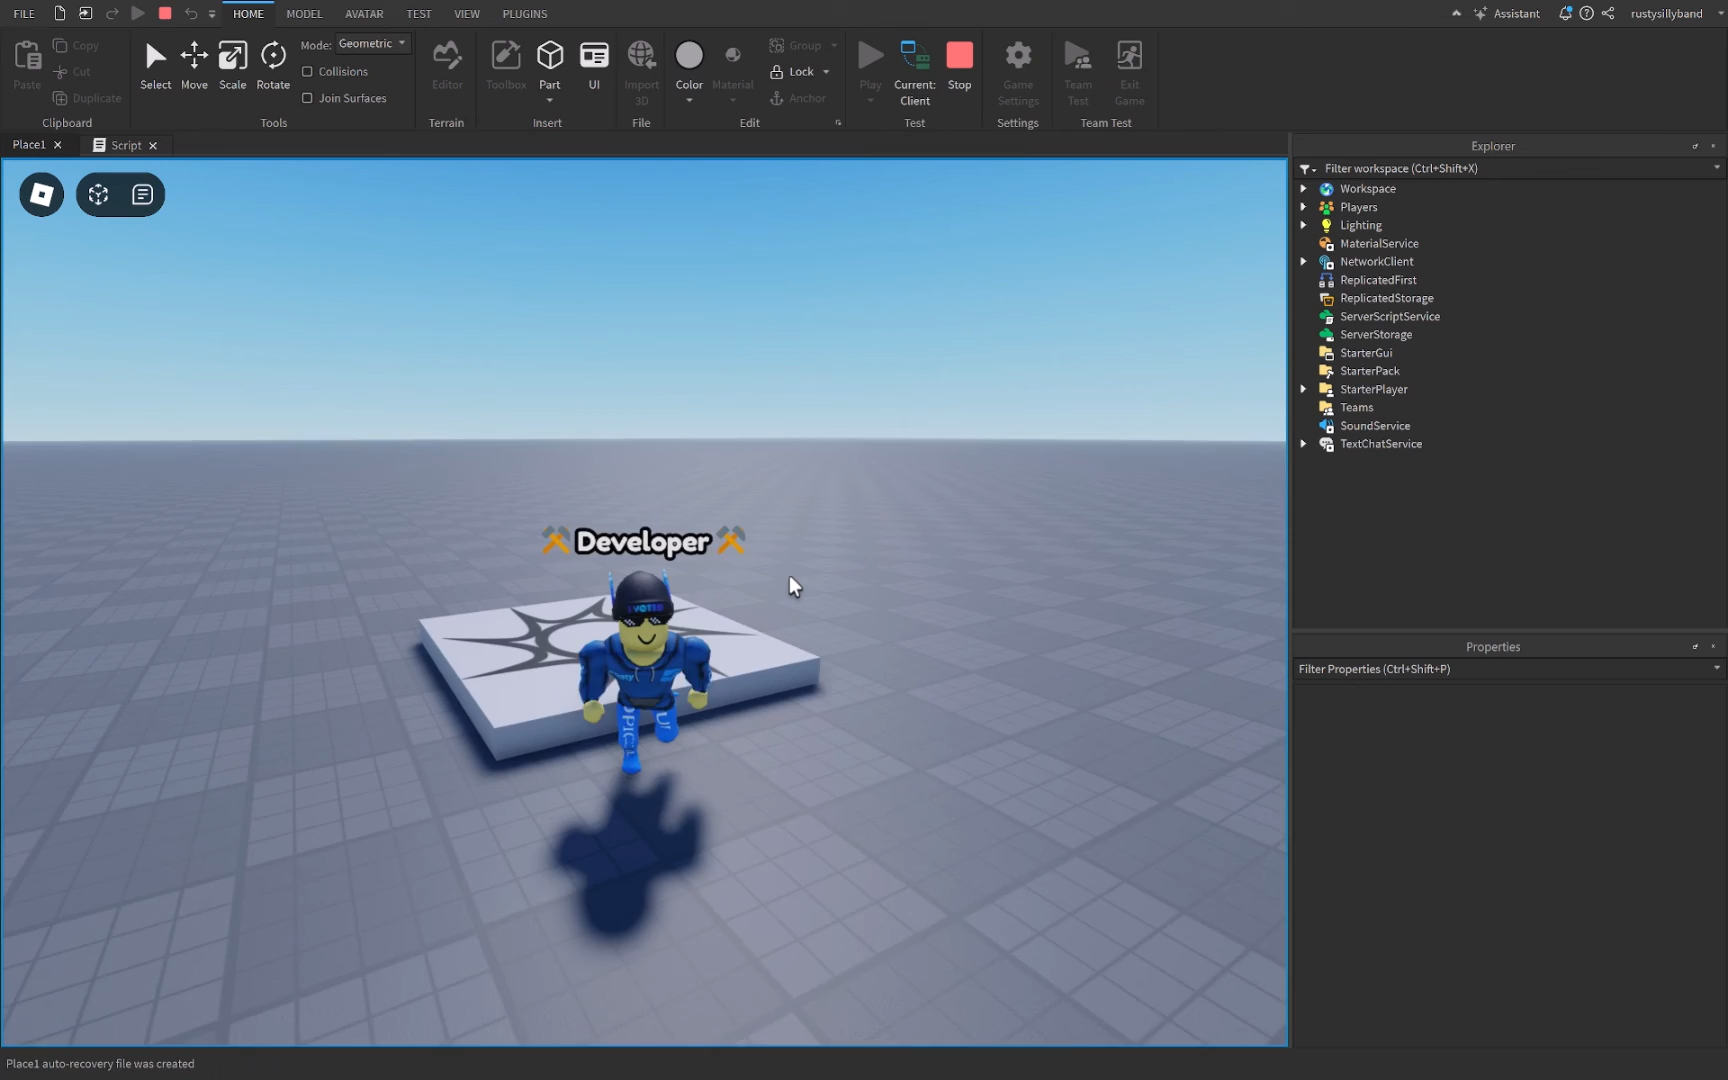 FILE HOME MODEL AVATAR TEST VIEW PLUGINS Assistant rustysillyband
Paste Copy Cut Duplicate
Clipboard
Select Move Scale Rotate
Mode: Geometric
Collisions
Join Surfaces
Tools
Editor
Terrain
Toolbox Part UI
Insert
Import
3D
File
Color Material Group
Lock
Anchor
Edit
Play Current:
Client Stop
Test
Game
Settings
Settings
Team
Test Exit
Game
Team Test
Place1 Script
Developer
I VOTED
Explorer
Filter workspace (Ctrl+Shift+X)
Workspace
Players
Lighting
MaterialService
NetworkClient
ReplicatedFirst
ReplicatedStorage
ServerScriptService
ServerStorage
StarterGui
StarterPack
StarterPlayer
Teams
SoundService
TextChatService
Properties
Filter Properties (Ctrl+Shift+P)
Place1 auto-recovery file was created